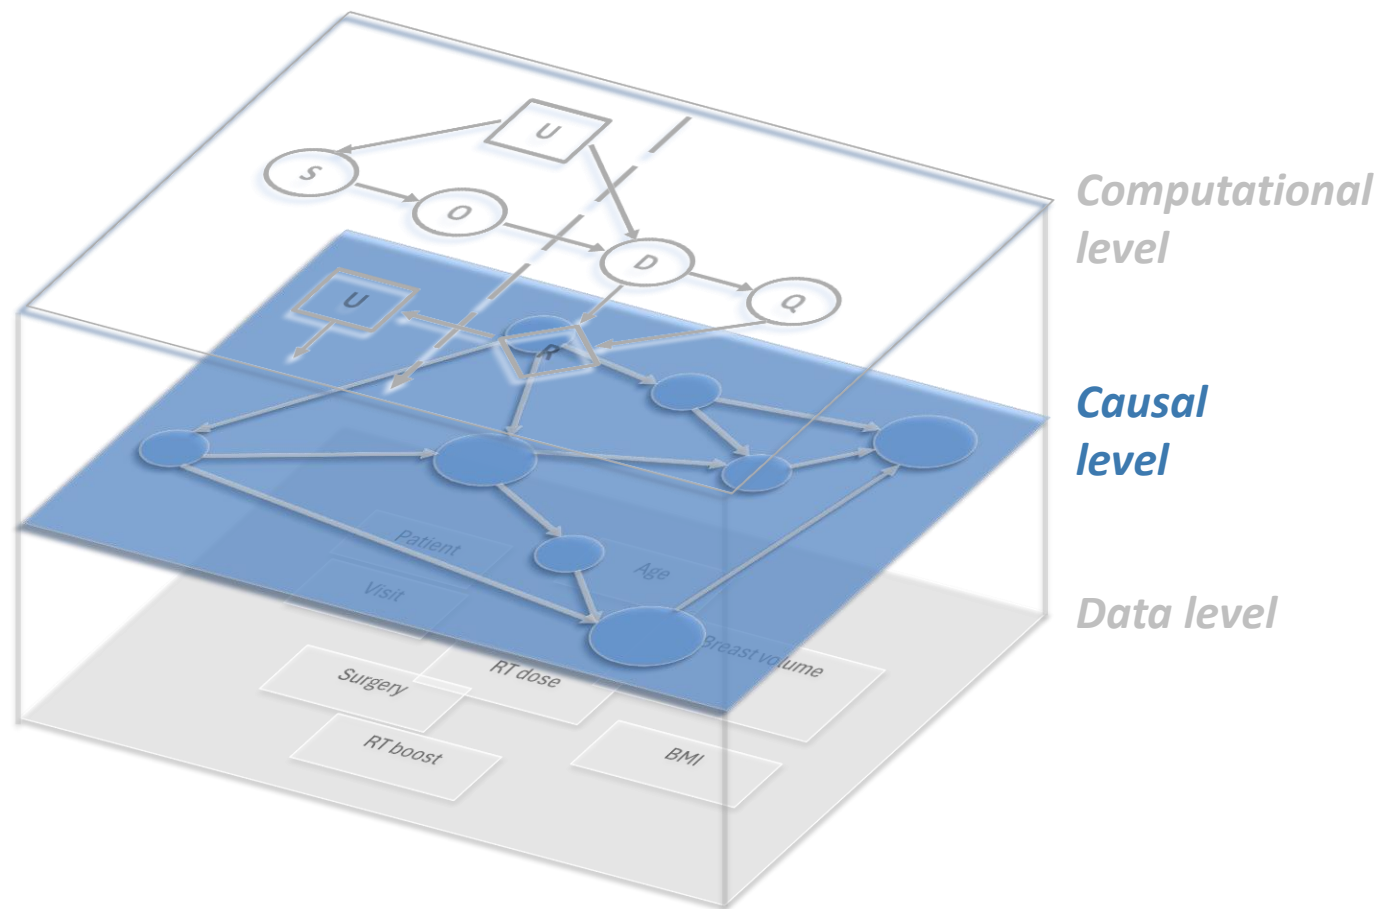 U
S
O
D
Q
U
R
Computational
level
Causal
level
Patient
Age
Visit
Data level
Breast volume
RT dose
Surgery
RT boost
BMI